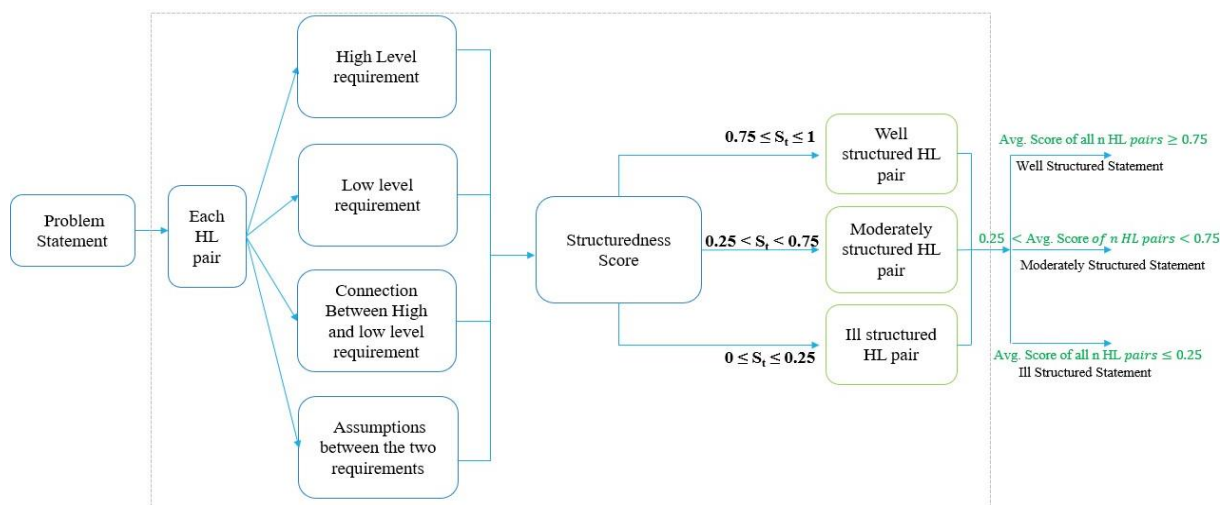 Problem
Statement
Each
HL
pair
High Level
requirement
Low level
requirement
Connection
Between High
and low level
requirement
Assumptions
between the two
requirements
Structuredness
Score
0.75 ≤ Sₜ ≤ 1
0.25 < Sₜ < 0.75
0 ≤ Sₜ ≤ 0.25
Well
structured HL
pair
Moderately
structured HL
pair
Ill structured
HL pair
Avg. Score of all n HL pairs ≥ 0.75
Well Structured Statement
0.25 < Avg. Score of n HL pairs < 0.75
Moderately Structured Statement
Avg. Score of all n HL pairs ≤ 0.25
Ill Structured Statement